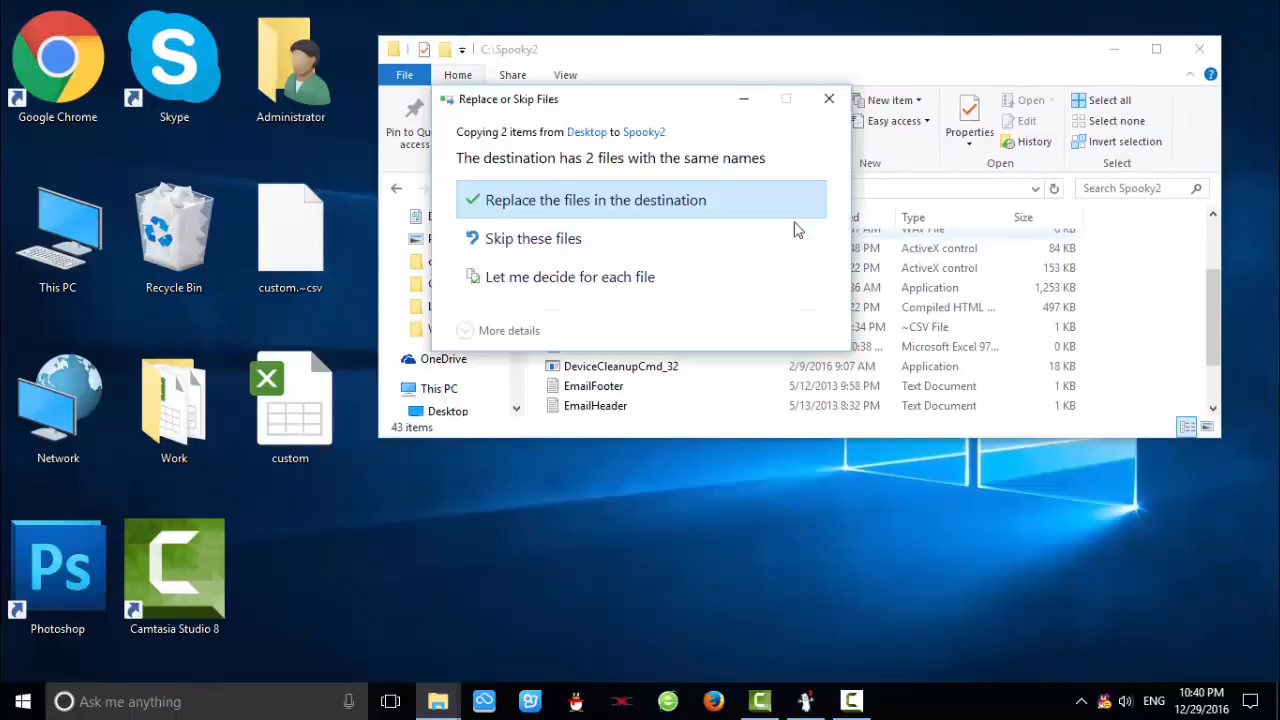 Google Chrome
Skype
Administrator
This PC
Recycle Bin
custom.~csv
Network
Work
custom
Ps
Photoshop
Camtasia Studio 8
C:\Spooky2
File
Home
Share
View
Pin to Qu
access
New item
Easy access
New
Properties
Open
Edit
History
Open
Select all
Select none
Invert selection
Select
Search Spooky2
Replace or Skip Files
Copying 2 items from Desktop to Spooky2
The destination has 2 files with the same names
Replace the files in the destination
Skip these files
Let me decide for each file
More details
Type
Size
WAV File
ActiveX control 84 KB
ActiveX control 153 KB
Application 1,253 KB
Compiled HTML ... 497 KB
:34 PM ~CSV File 1 KB
0:38 ... Microsoft Excel 97... 0 KB
DeviceCleanupCmd_32 2/9/2016 9:07 AM Application 18 KB
EmailFooter 5/12/2013 9:58 PM Text Document 1 KB
EmailHeader 5/13/2013 8:32 PM Text Document 1 KB
OneDrive
This PC
Desktop
43 items
Ask me anything
ENG
10:40 PM
12/29/2016